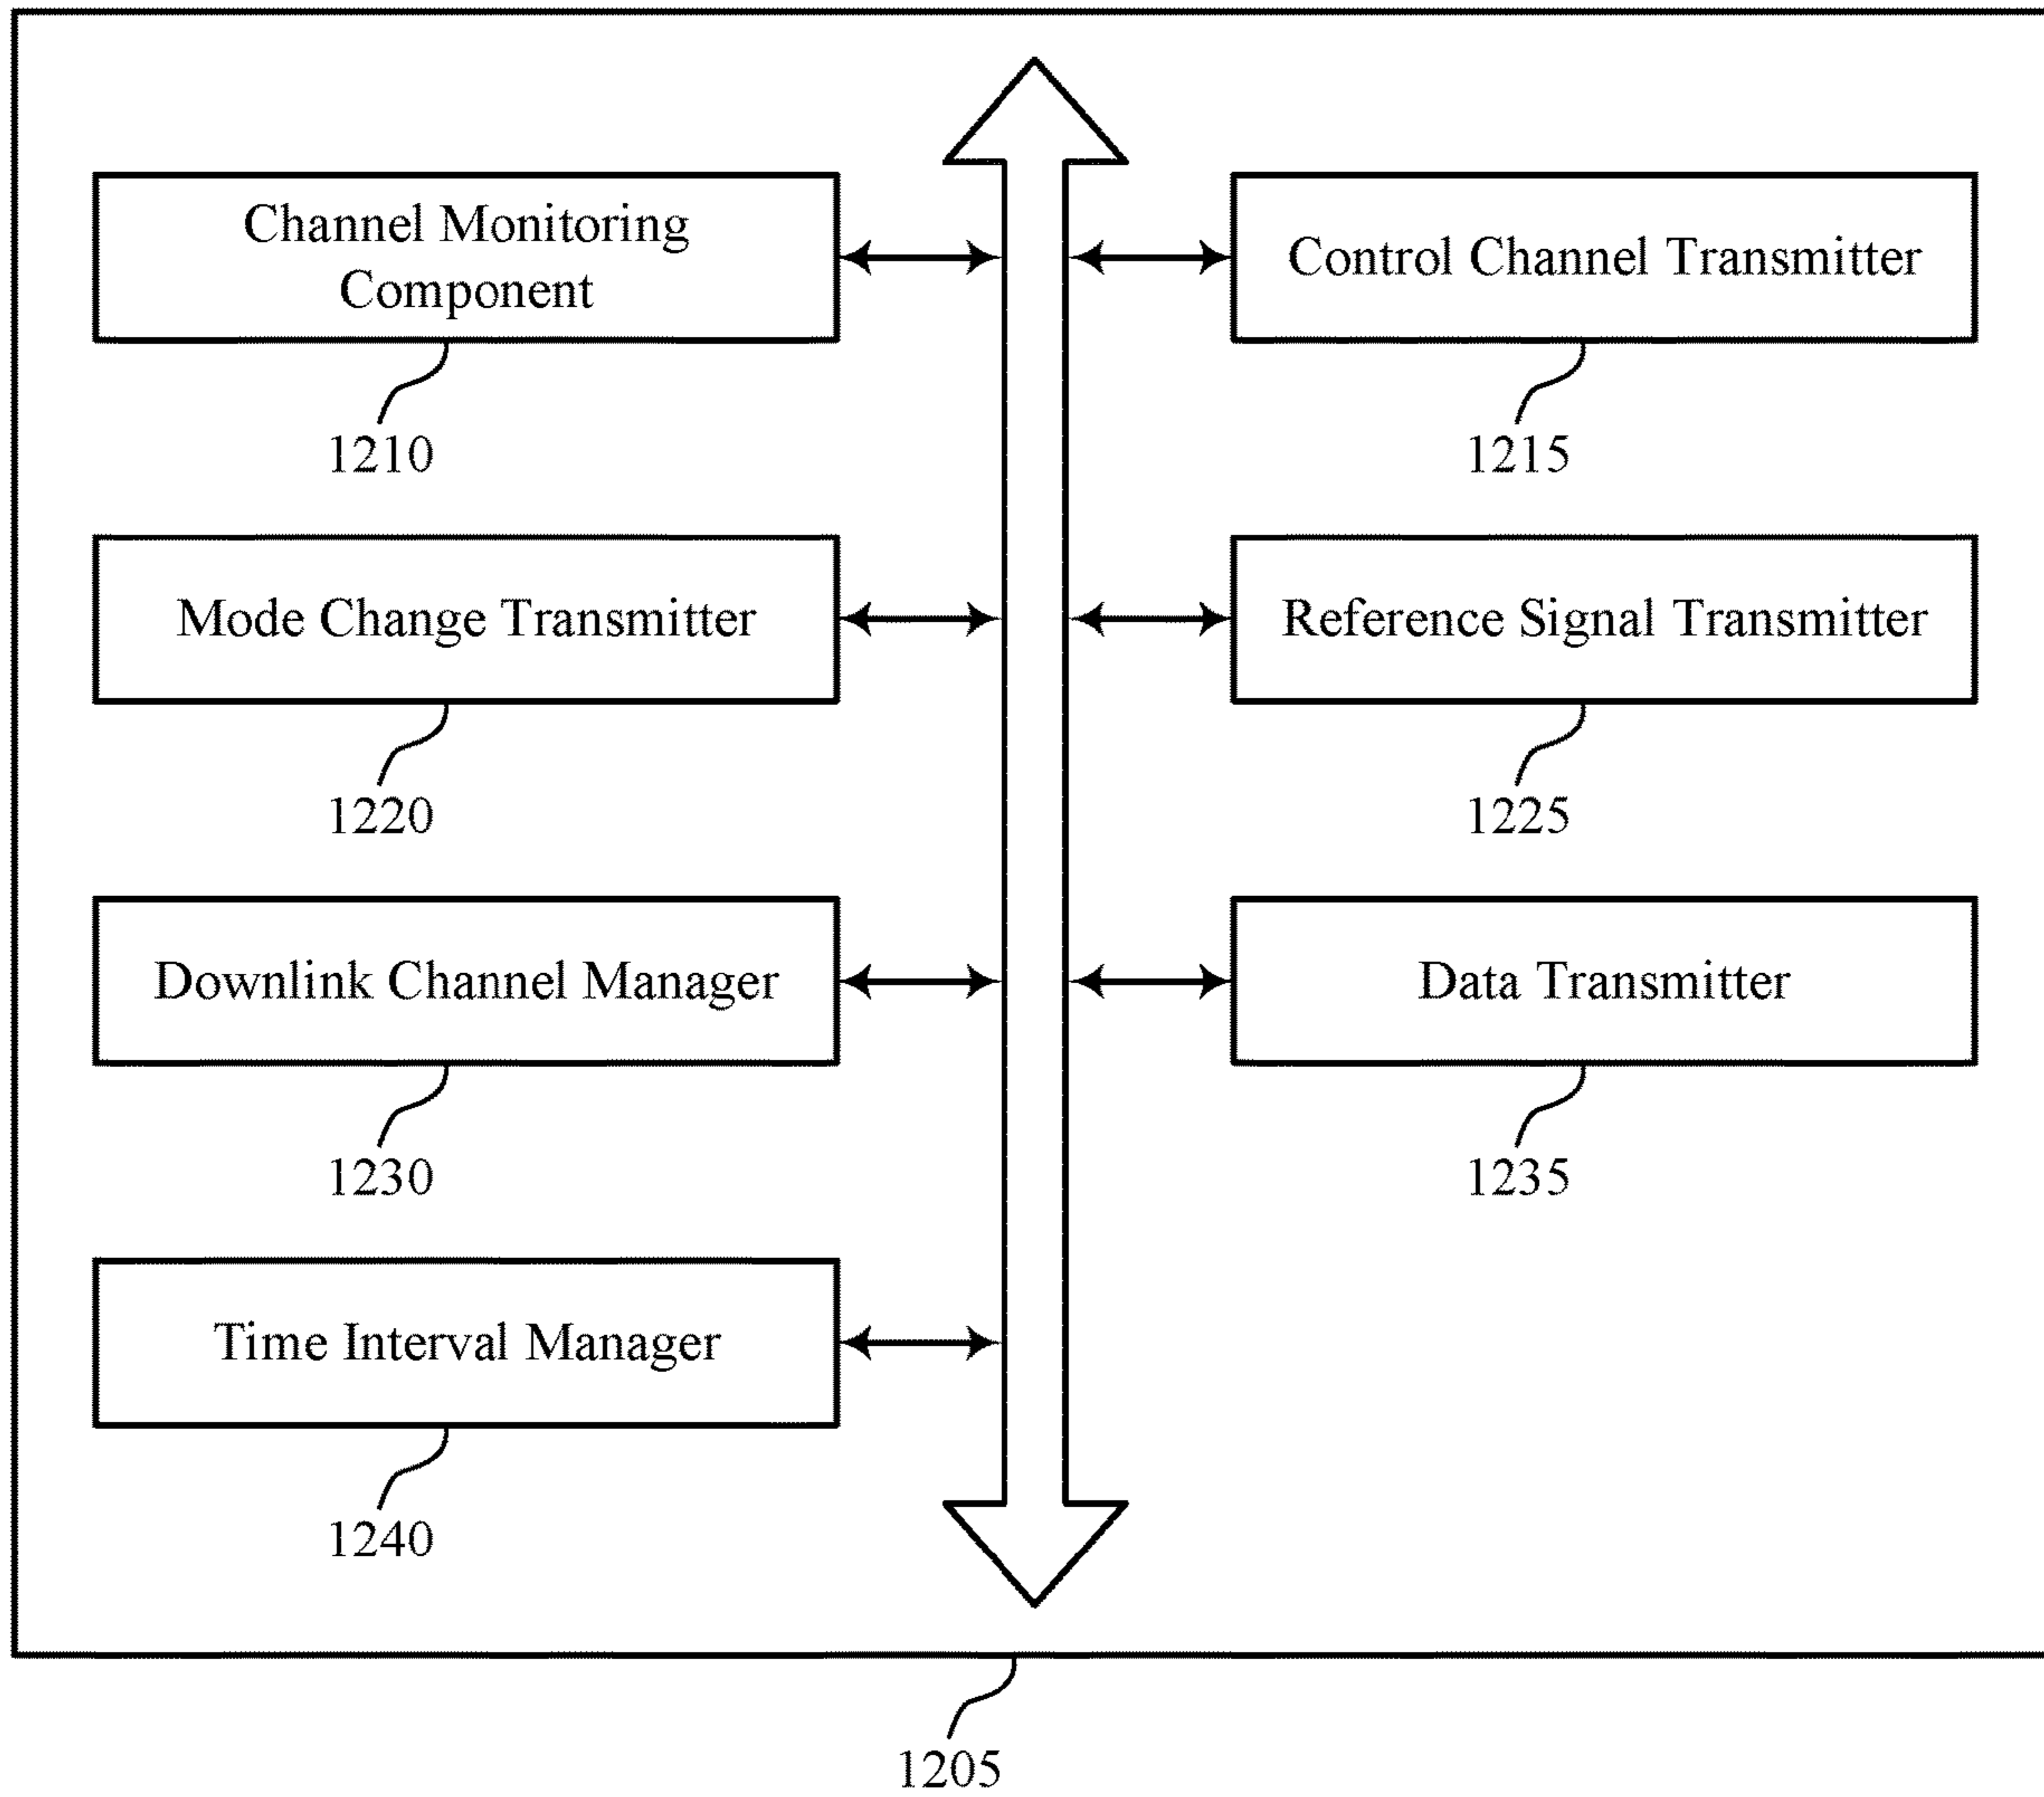 Channel Monitoring
Component
1210
Control Channel Transmitter
1215
Mode Change Transmitter
1220
Reference Signal Transmitter
1225
Downlink Channel Manager
1230
Data Transmitter
1235
Time Interval Manager
1240
1205